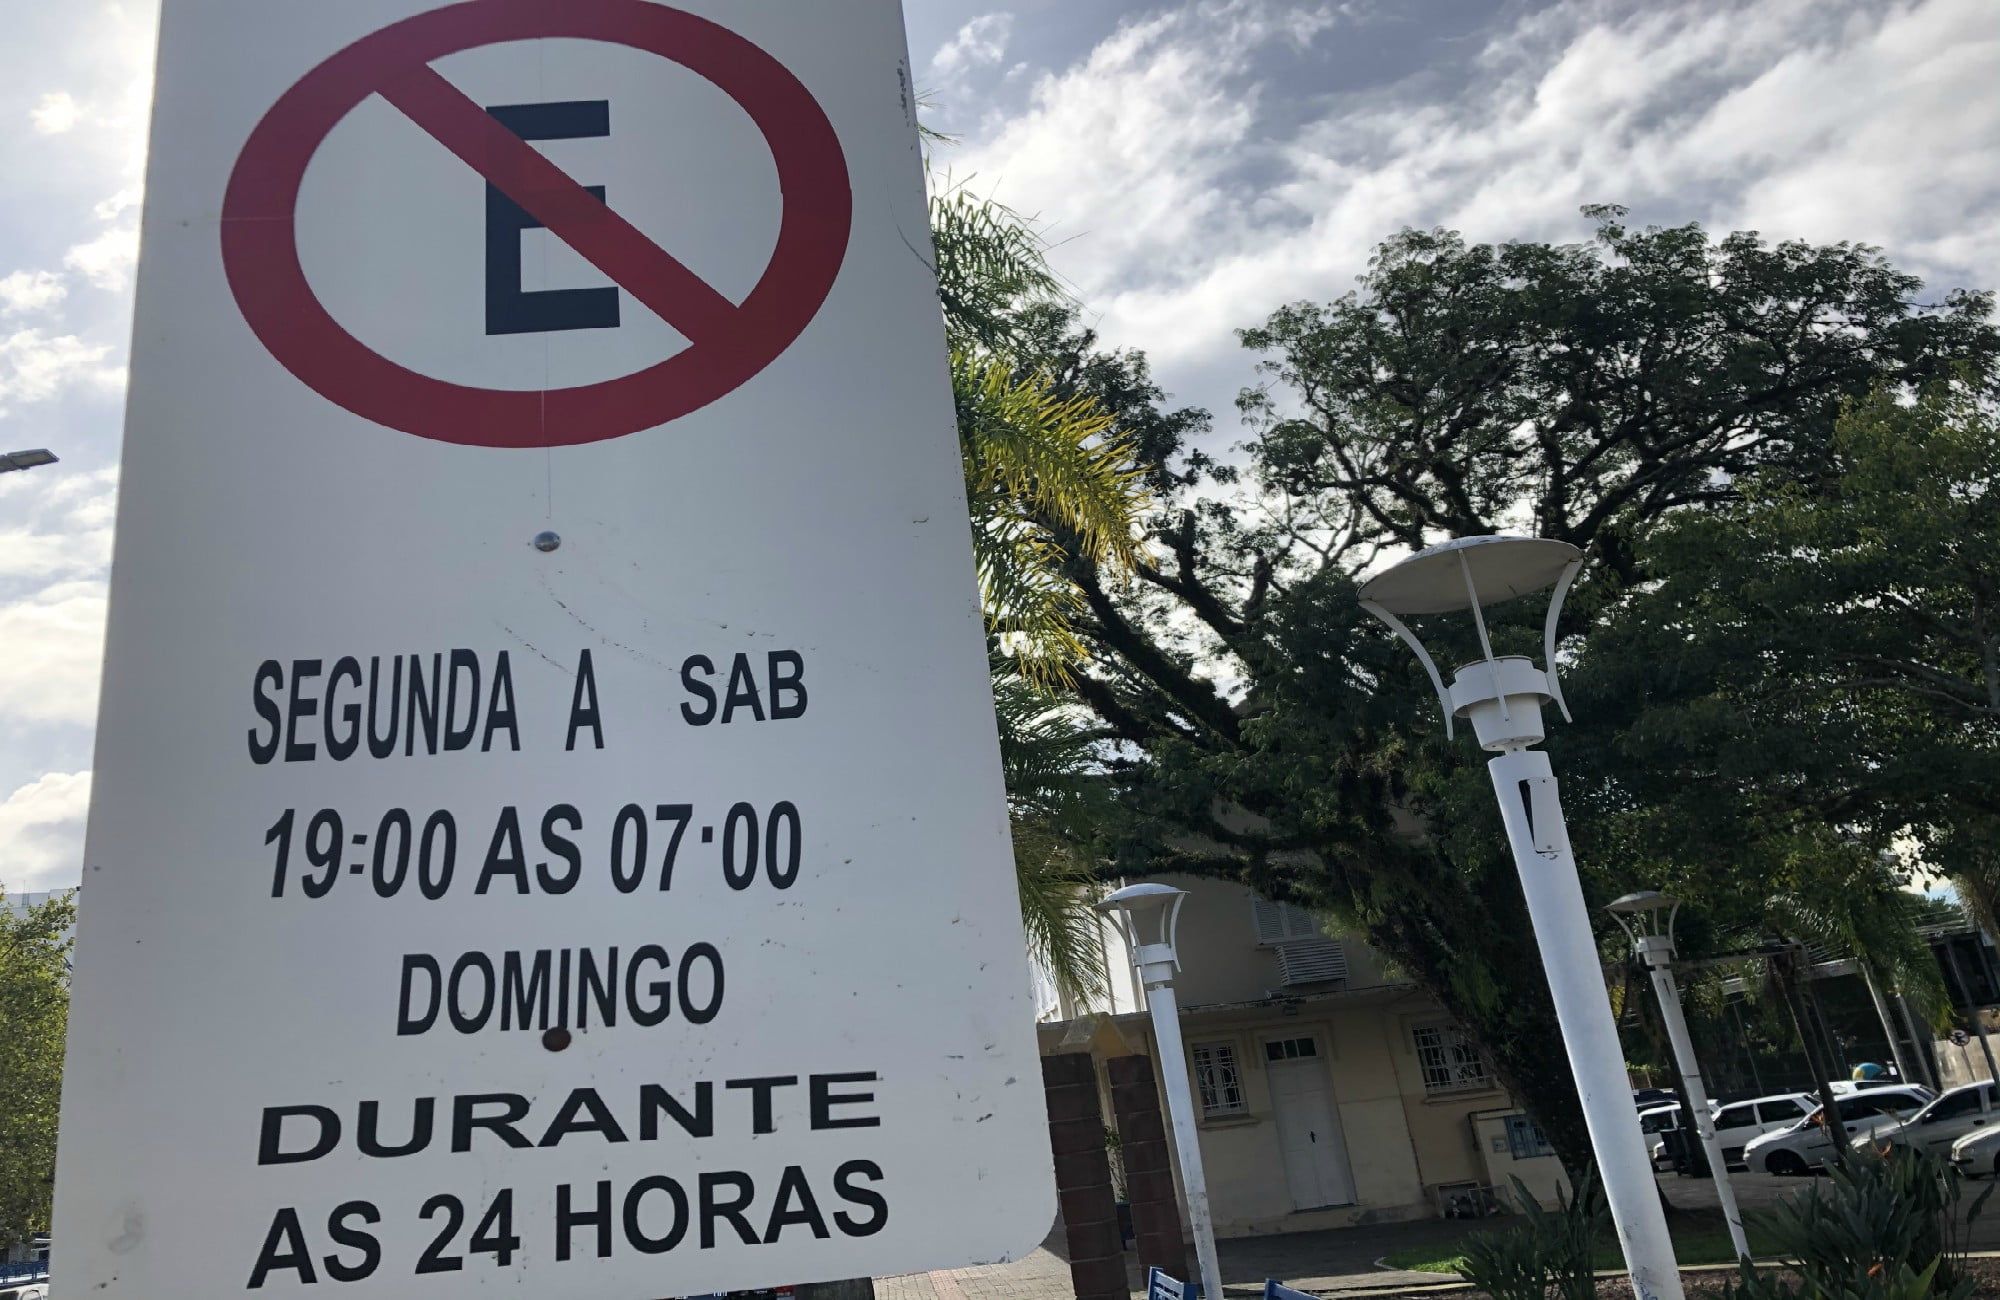 E
SEGUNDA A SAB
19:00 AS 07:00
DOMINGO
DURANTE
AS 24 HORAS